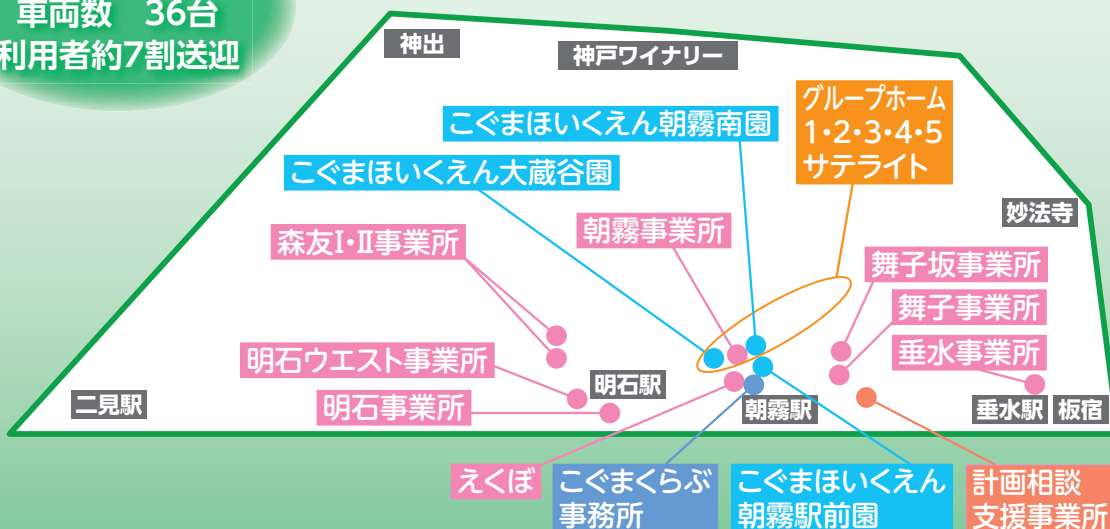 車両数 36台
利用者約7割送迎
神出
神戸ワイナリー
グループホーム
1・2・3・4・5
サテライト
こぐまほいくえん朝霧南園
こぐまほいくえん大蔵谷園
妙法寺
朝霧事業所
森友I・II事業所
舞子坂事業所
舞子事業所
明石ウエスト事業所
垂水事業所
明石駅
二見駅
明石事業所
朝霧駅
垂水駅
板宿
えくぼ
こぐまくらぶ
事務所
こぐまほいくえん
朝霧駅前園
計画相談
支援事業所